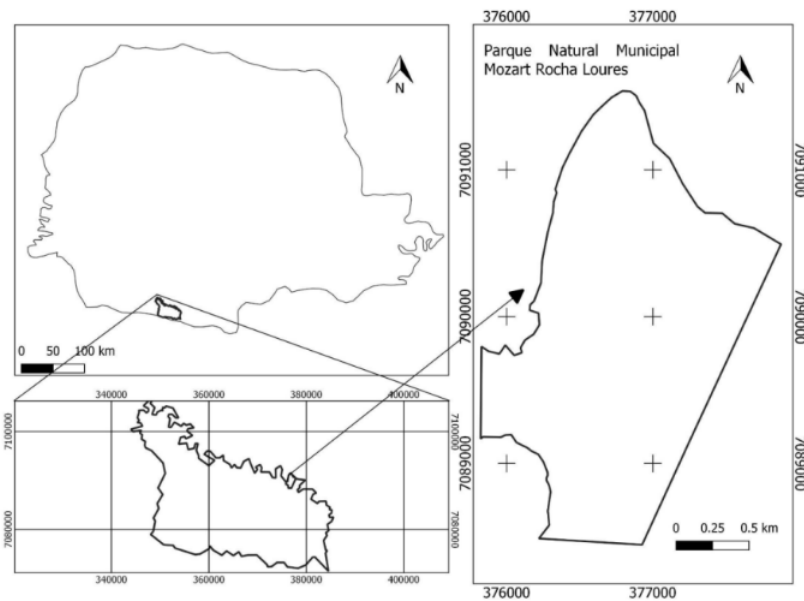 N
0 50 100 km
340000 360000 380000 400000
7100000 7100000
7080000 7080000
340000 360000 380000 400000
376000 377000
Parque Natural Municipal
Mozart Rocha Loures
N
7091000 7091000
7090000 7090000
7089000 7089000
0 0.25 0.5 km
376000 377000